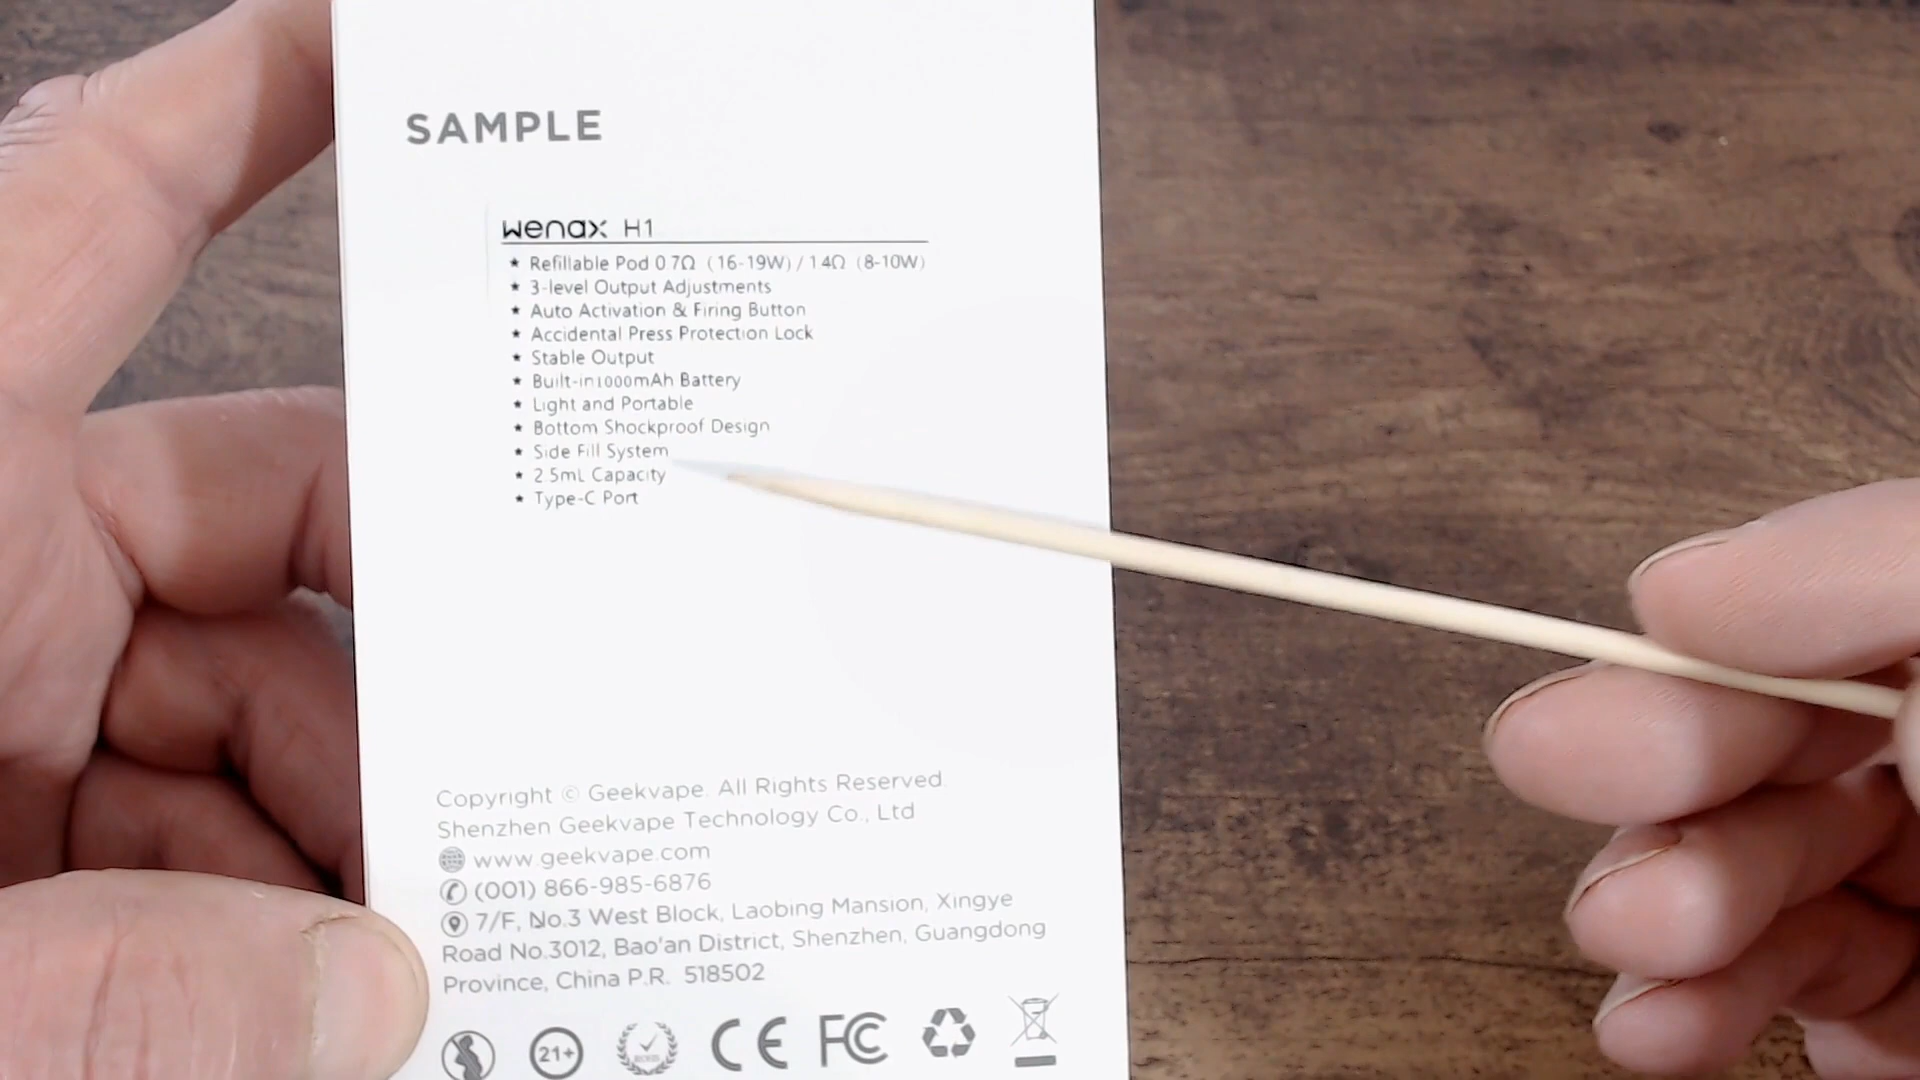 SAMPLE
wenax H1
★ Refillable Pod 0.7Ω (16-19W) / 1.4Ω (8-10W)
★ 3-level Output Adjustments
★ Auto Activation & Firing Button
★ Accidental Press Protection Lock
★ Stable Output
★ Built-in 1000mAh Battery
★ Light and Portable
★ Bottom Shockproof Design
★ Side Fill System
★ 2.5mL Capacity
★ Type-C Port
Copyright © Geekvape. All Rights Reserved.
Shenzhen Geekvape Technology Co., Ltd
www.geekvape.com
(001) 866-985-6876
7/F, No.3 West Block, Laobing Mansion, Xingye
Road No.3012, Bao'an District, Shenzhen, Guangdong
Province, China P.R. 518502
21+ CE FC